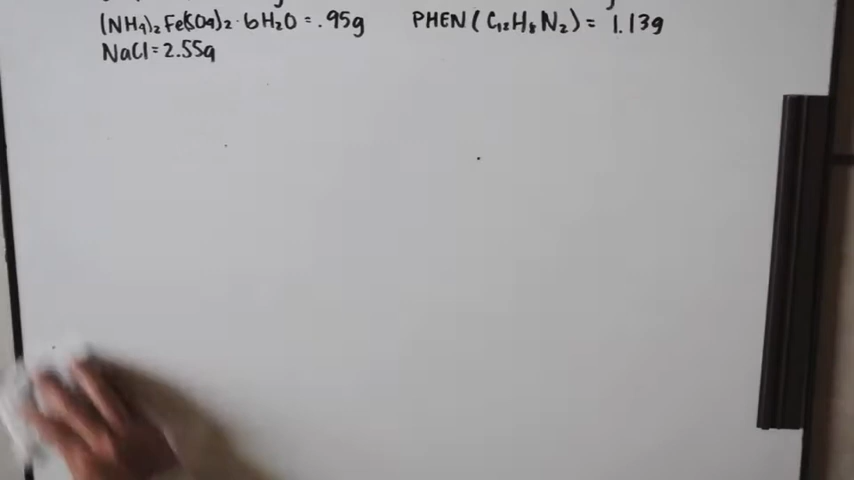 (NH₄)₂Fe(SO₄)₂·6H₂O = .95g PHEN(C₁₂H₈N₂) = 1.13g
NaCl = 2.55g